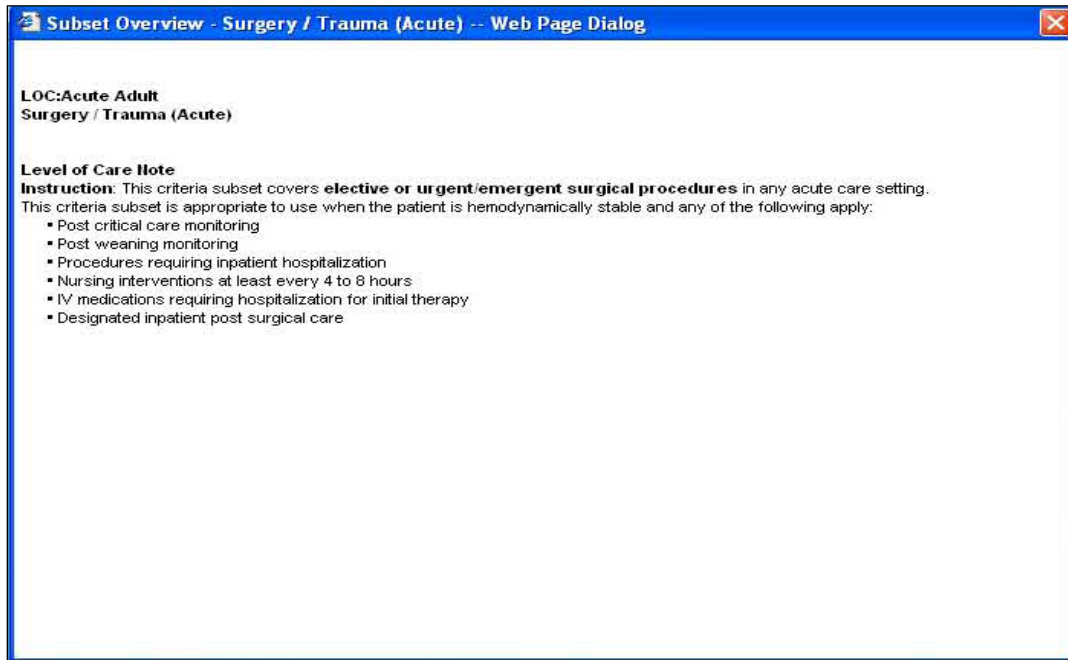 Subset Overview - Surgery / Trauma (Acute) -- Web Page Dialog
LOC:Acute Adult
Surgery / Trauma (Acute)
Level of Care Note
Instruction: This criteria subset covers elective or urgent/emergent surgical procedures in any acute care setting.
This criteria subset is appropriate to use when the patient is hemodynamically stable and any of the following apply:
▪ Post critical care monitoring
▪ Post weaning monitoring
▪ Procedures requiring inpatient hospitalization
▪ Nursing interventions at least every 4 to 8 hours
▪ IV medications requiring hospitalization for initial therapy
▪ Designated inpatient post surgical care